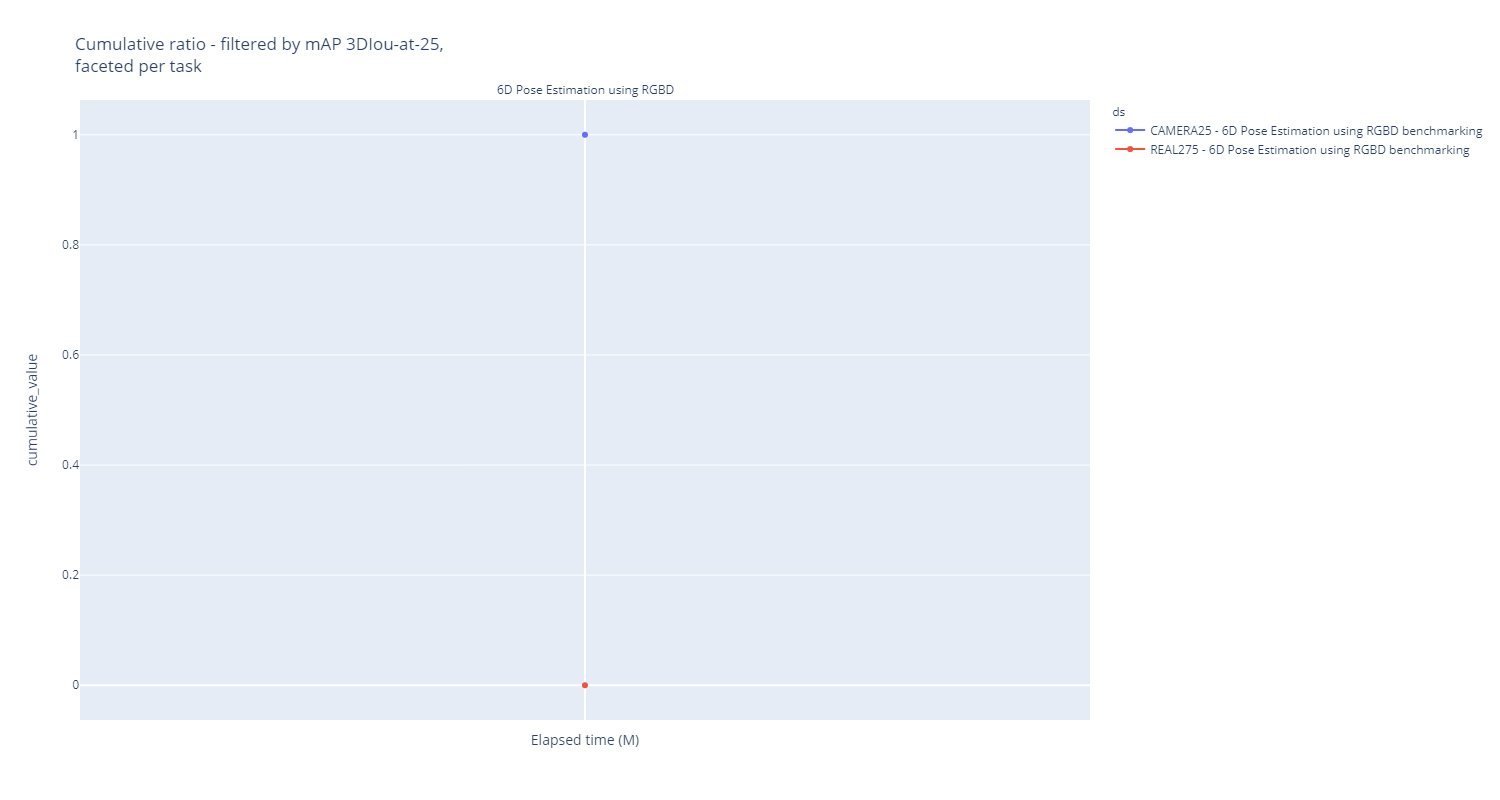 Cumulative ratio - filtered by mAP 3DIou-at-25,
faceted per task
6D Pose Estimation using RGBD
ds
CAMERA25 - 6D Pose Estimation using RGBD benchmarking
REAL275 - 6D Pose Estimation using RGBD benchmarking
1
0.8
0.6
0.4
0.2
0
cumulative_value
Elapsed time (M)